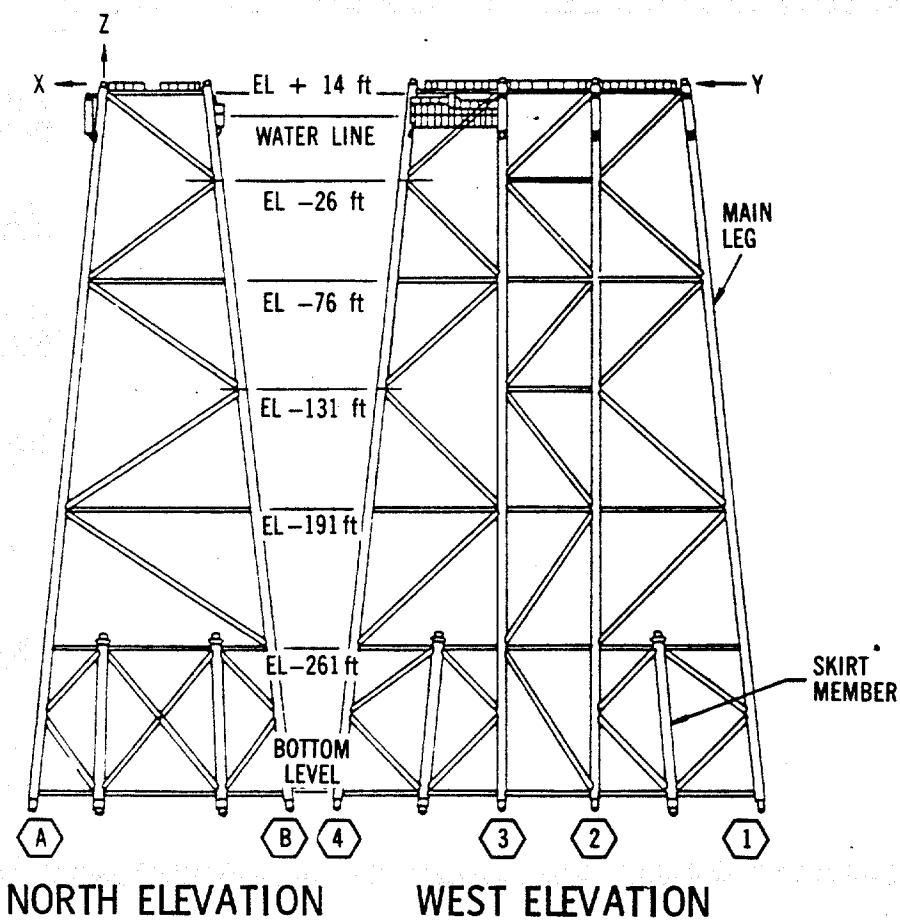 Z
X
EL + 14 ft
Y
WATER LINE
EL -26 ft
MAIN
LEG
EL -76 ft
EL -131 ft
EL -191 ft
EL -261 ft
SKIRT
MEMBER
BOTTOM
LEVEL
A
B
4
3
2
1
NORTH ELEVATION
WEST ELEVATION